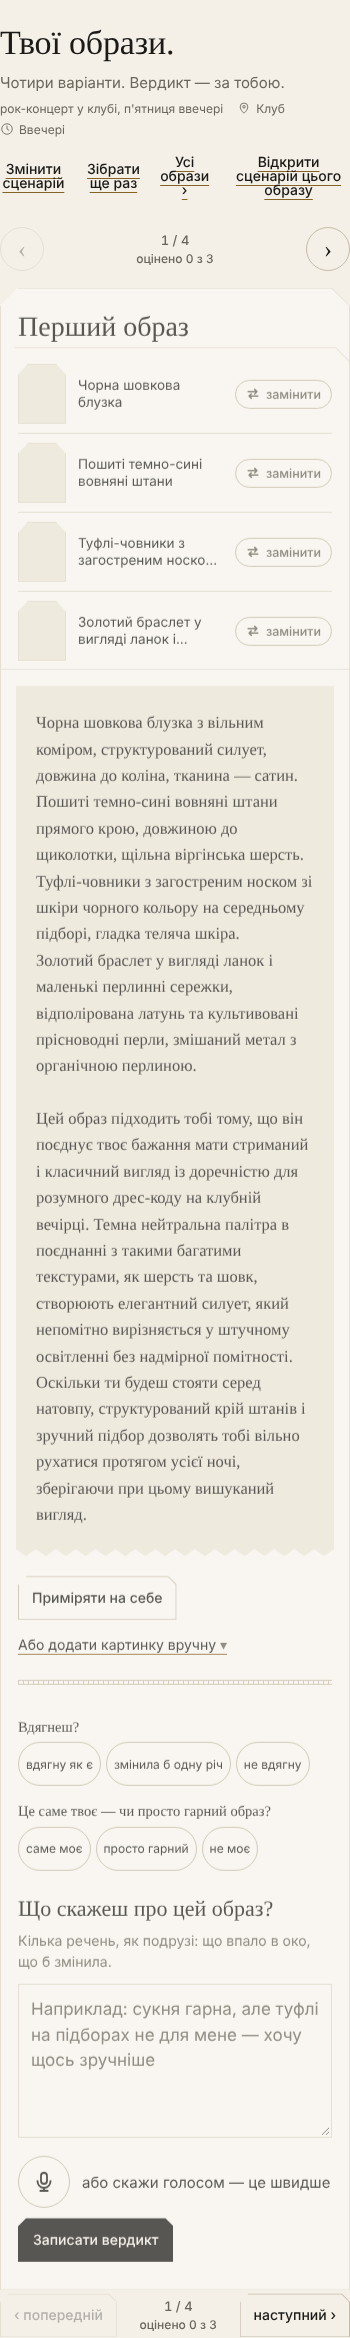 Твої образи.
Чотири варіанти. Вердикт — за тобою.
рок-концерт у клубі, п'ятниця ввечері Клуб
Ввечері
Змінити сценарій
Зібрати ще раз
Усі образи ›
Відкрити сценарій цього образу
‹
1 / 4
оцінено 0 з 3
›
Перший образ
Чорна шовкова
блузка
замінити
Пошиті темно-сині
вовняні штани
замінити
Туфлі-човники з
загостреним носко…
замінити
Золотий браслет у
вигляді ланок і…
замінити
Чорна шовкова блузка з вільним
коміром, структурований силует,
довжина до коліна, тканина — сатин.
Пошиті темно-сині вовняні штани
прямого крою, довжиною до
щиколотки, щільна віргінська шерсть.
Туфлі-човники з загостреним носком зі
шкіри чорного кольору на середньому
підборі, гладка теляча шкіра.
Золотий браслет у вигляді ланок і
маленькі перлинні сережки,
відполірована латунь та культивовані
прісноводні перли, змішаний метал з
органічною перлиною.
Цей образ підходить тобі тому, що він
поєднує твоє бажання мати стриманий
і класичний вигляд із доречністю для
розумного дрес-коду на клубній
вечірці. Темна нейтральна палітра в
поєднанні з такими багатими
текстурами, як шерсть та шовк,
створюють елегантний силует, який
непомітно вирізняється у штучному
освітленні без надмірної помітності.
Оскільки ти будеш стояти серед
натовпу, структурований крій штанів і
зручний підбор дозволять тобі вільно
рухатися протягом усієї ночі,
зберігаючи при цьому вишуканий
вигляд.
Приміряти на себе
Або додати картинку вручну ▾
Вдягнеш?
вдягну як є змінила б одну річ не вдягну
Це саме твоє — чи просто гарний образ?
саме моє просто гарний не моє
Що скажеш про цей образ?
Кілька речень, як подрузі: що впало в око,
що б змінила.
Наприклад: сукня гарна, але туфлі
на підборах не для мене — хочу
щось зручніше
або скажи голосом — це швидше
Записати вердикт
‹ попередній
1 / 4
оцінено 0 з 3
наступний ›